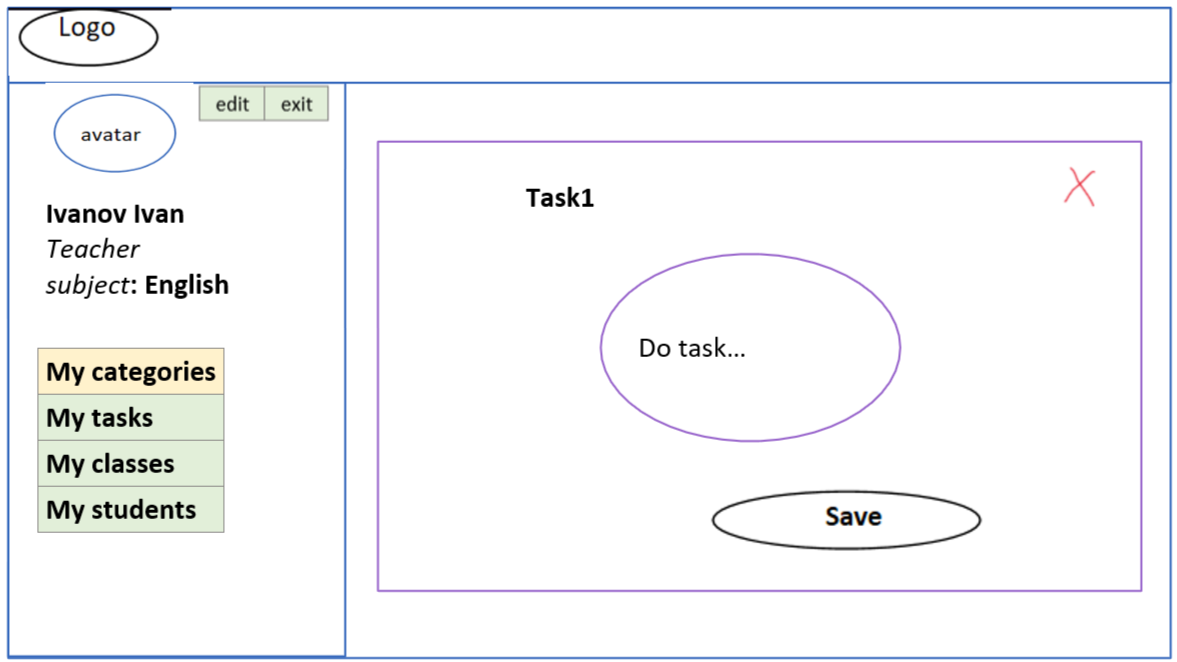 Logo
edit exit
avatar
Ivanov Ivan
Teacher
subject: English
My categories
My tasks
My classes
My students
Task1
X
Do task...
Save